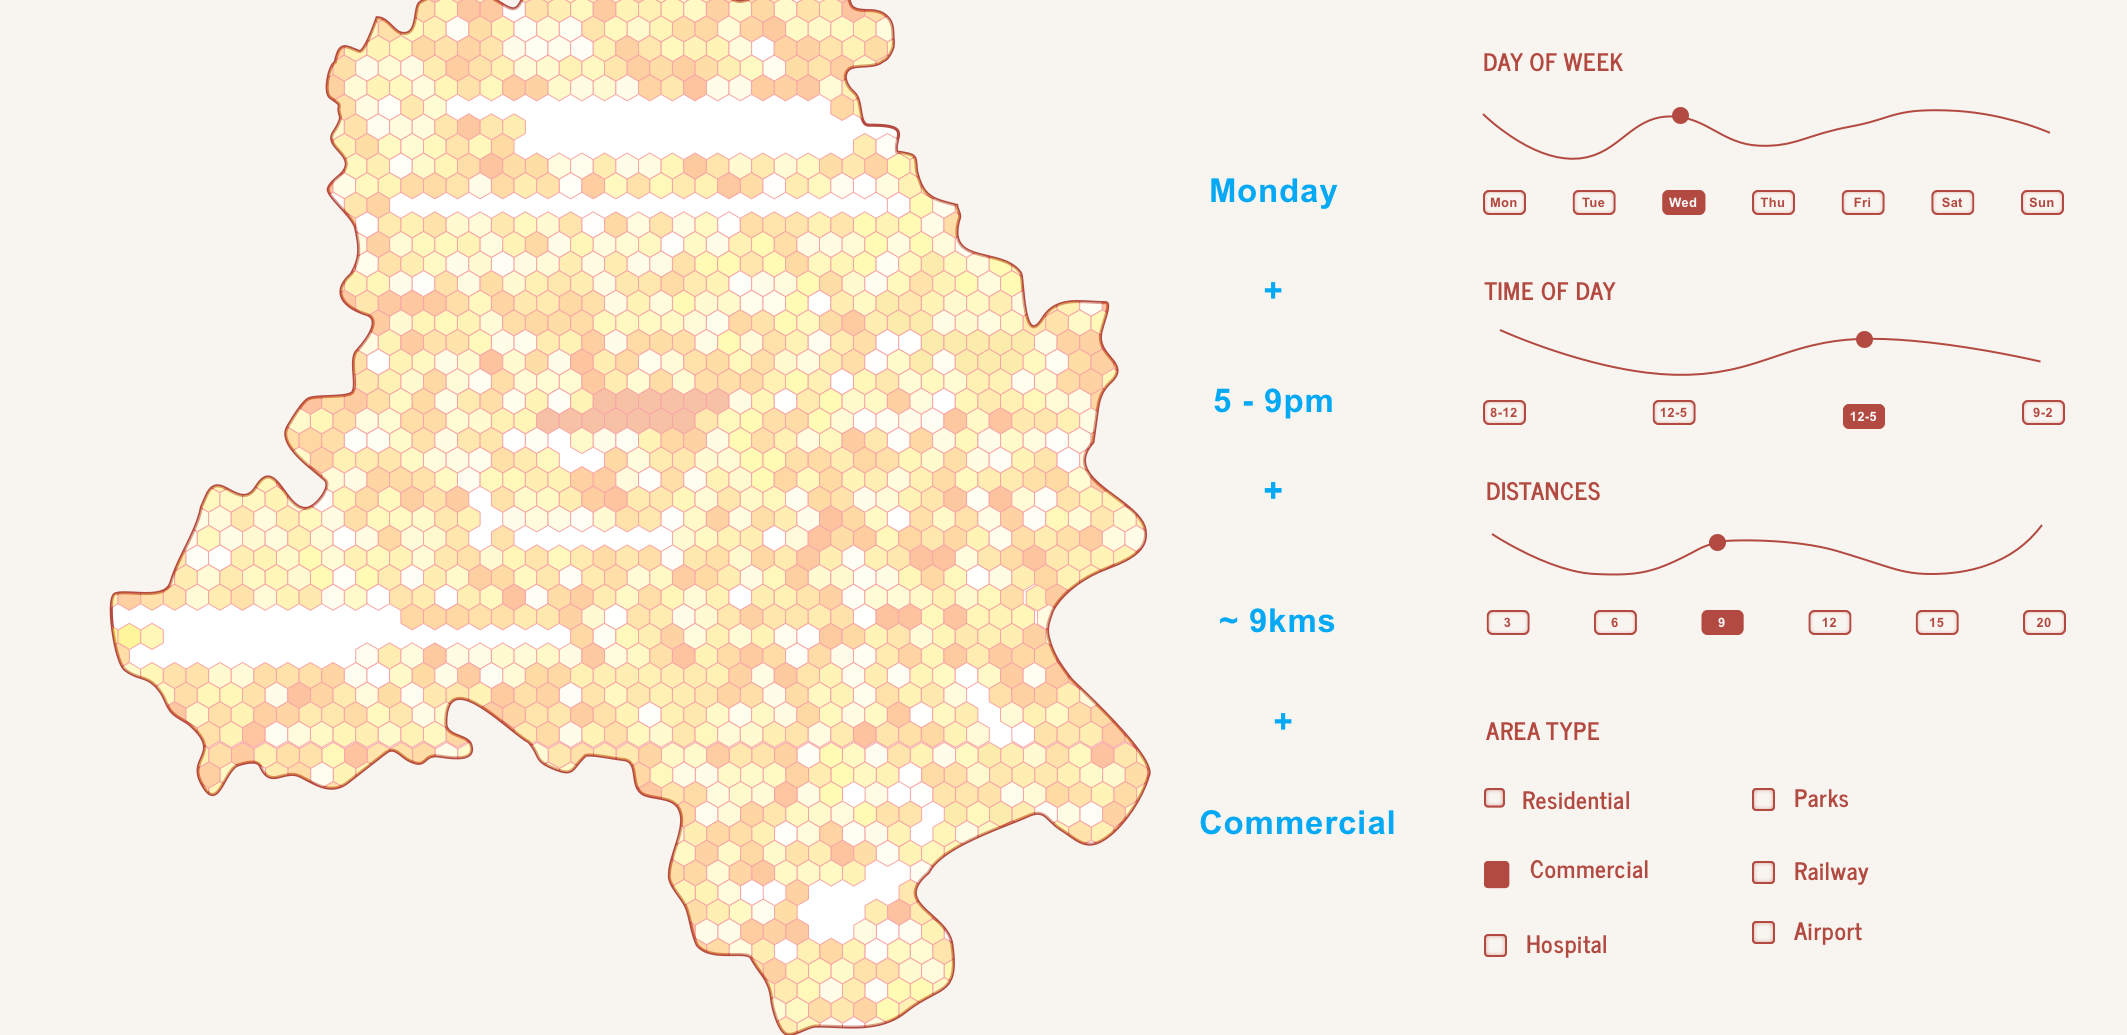 Monday
+
5 - 9pm
+
~ 9kms
+
Commercial
DAY OF WEEK
Mon Tue Wed Thu Fri Sat Sun
TIME OF DAY
8-12 12-5 12-5 9-2
DISTANCES
3 6 9 12 15 20
AREA TYPE
Residential Parks
Commercial Railway
Hospital Airport